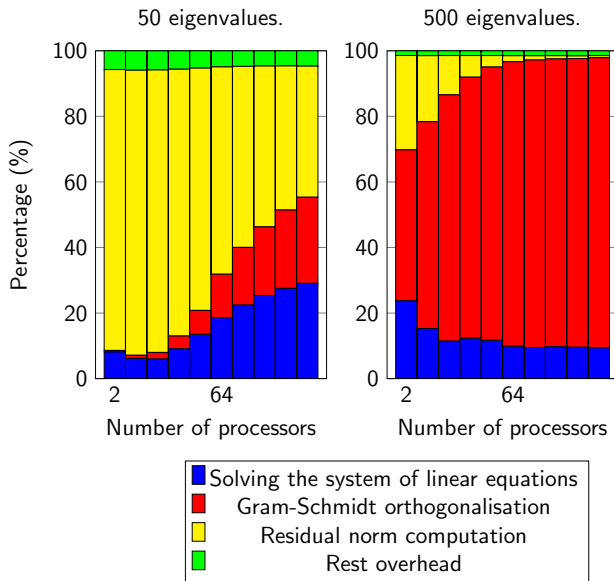 50 eigenvalues.
500 eigenvalues.
Percentage (%)
100
80
60
40
20
0
2
64
Number of processors
100
80
60
40
20
0
2
64
Number of processors
Solving the system of linear equations
Gram-Schmidt orthogonalisation
Residual norm computation
Rest overhead